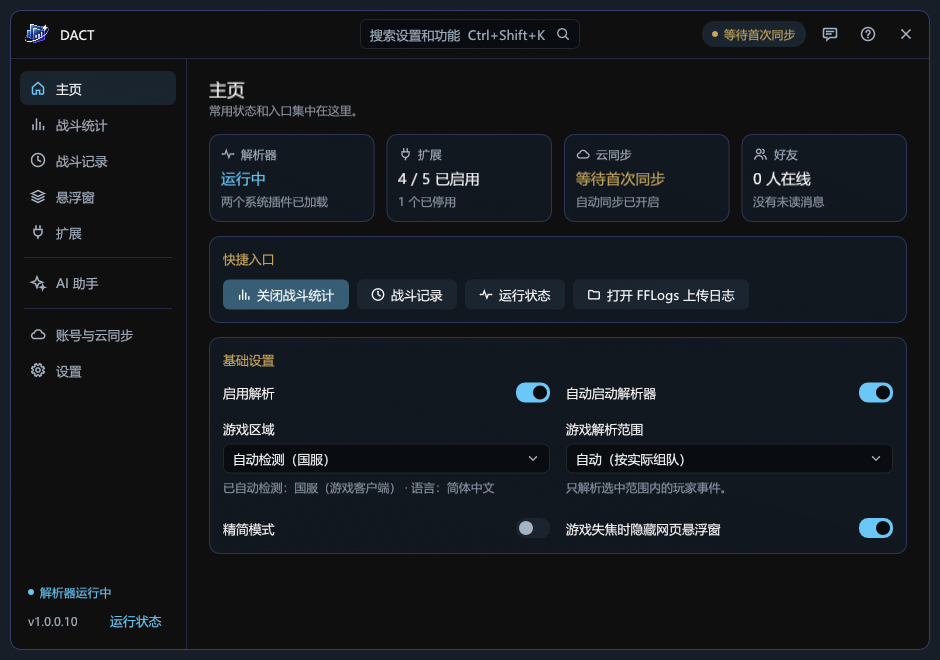 DACT
搜索设置和功能 Ctrl+Shift+K
等待首次同步
主页
战斗统计
战斗记录
悬浮窗
扩展
AI 助手
账号与云同步
设置
解析器运行中
v1.0.0.10 运行状态
主页
常用状态和入口集中在这里。
解析器
运行中
两个系统插件已加载
扩展
4 / 5 已启用
1 个已停用
云同步
等待首次同步
自动同步已开启
好友
0 人在线
没有未读消息
快捷入口
关闭战斗统计 战斗记录 运行状态 打开 FFLogs 上传日志
基础设置
启用解析 自动启动解析器
游戏区域 游戏解析范围
自动检测（国服） 自动（按实际组队）
已自动检测：国服（游戏客户端） · 语言：简体中文 只解析选中范围内的玩家事件。
精简模式 游戏失焦时隐藏网页悬浮窗